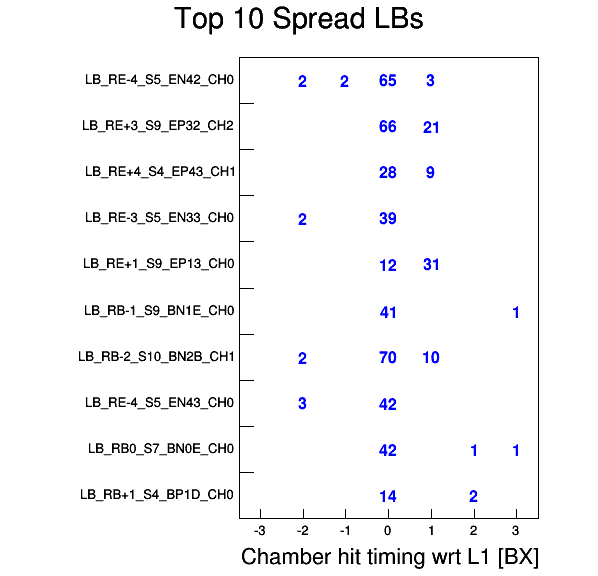 Top 10 Spread LBs
LB_RE-4_S5_EN42_CH0 2 2 65 3
LB_RE+3_S9_EP32_CH2 66 21
LB_RE+4_S4_EP43_CH1 28 9
LB_RE-3_S5_EN33_CH0 2 39
LB_RE+1_S9_EP13_CH0 12 31
LB_RB-1_S9_BN1E_CH0 41 1
LB_RB-2_S10_BN2B_CH1 2 70 10
LB_RE-4_S5_EN43_CH0 3 42
LB_RB0_S7_BN0E_CH0 42 1 1
LB_RB+1_S4_BP1D_CH0 14 2
-3 -2 -1 0 1 2 3
Chamber hit timing wrt L1 [BX]